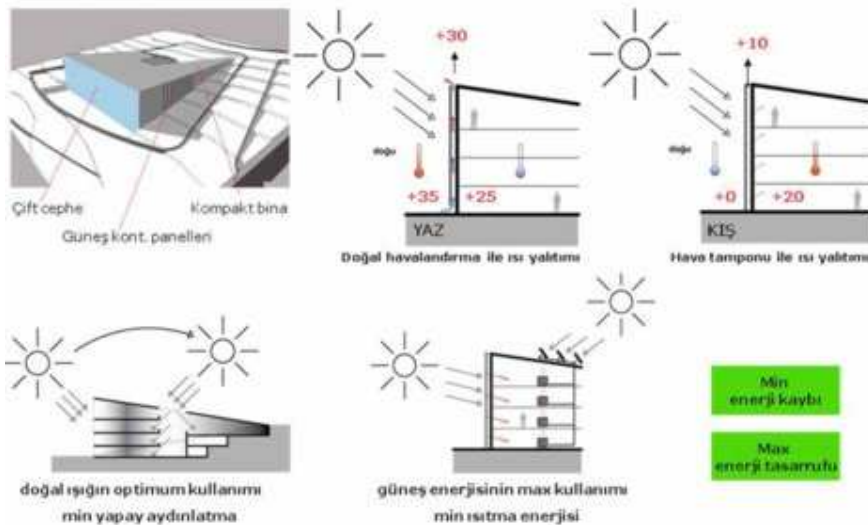 Çift cephe
Kompakt bina
Güneş kont. panelleri
+30
doğu
+35
+25
YAZ
Doğal havalandırma ile ısı yalıtımı
+10
doğu
+0
+20
KIŞ
Hava tamponu ile ısı yalıtımı
doğal ışığın optimum kullanımı
min yapay aydınlatma
güneş enerjisinin max kullanımı
min ısıtma enerjisi
Min
enerji kaybı
Max
enerji tasarrufu